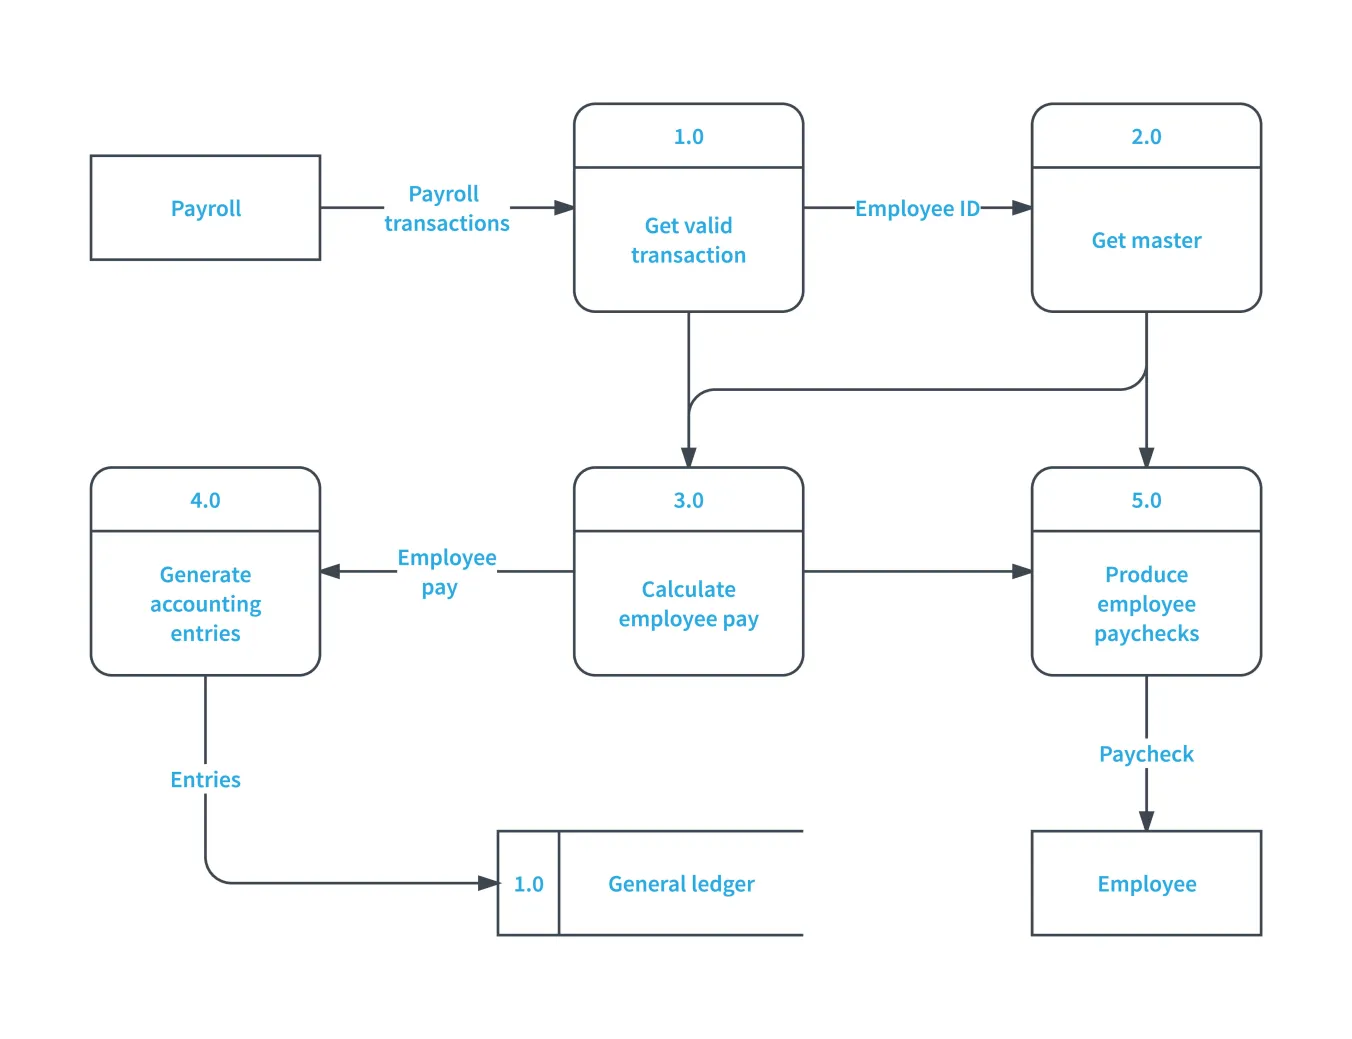 1.0
2.0
Payroll
Payroll
transactions
Get valid
transaction
Employee ID
Get master
4.0
3.0
5.0
Generate
accounting
entries
Employee
pay
Calculate
employee pay
Produce
employee
paychecks
Entries
Paycheck
1.0
General ledger
Employee